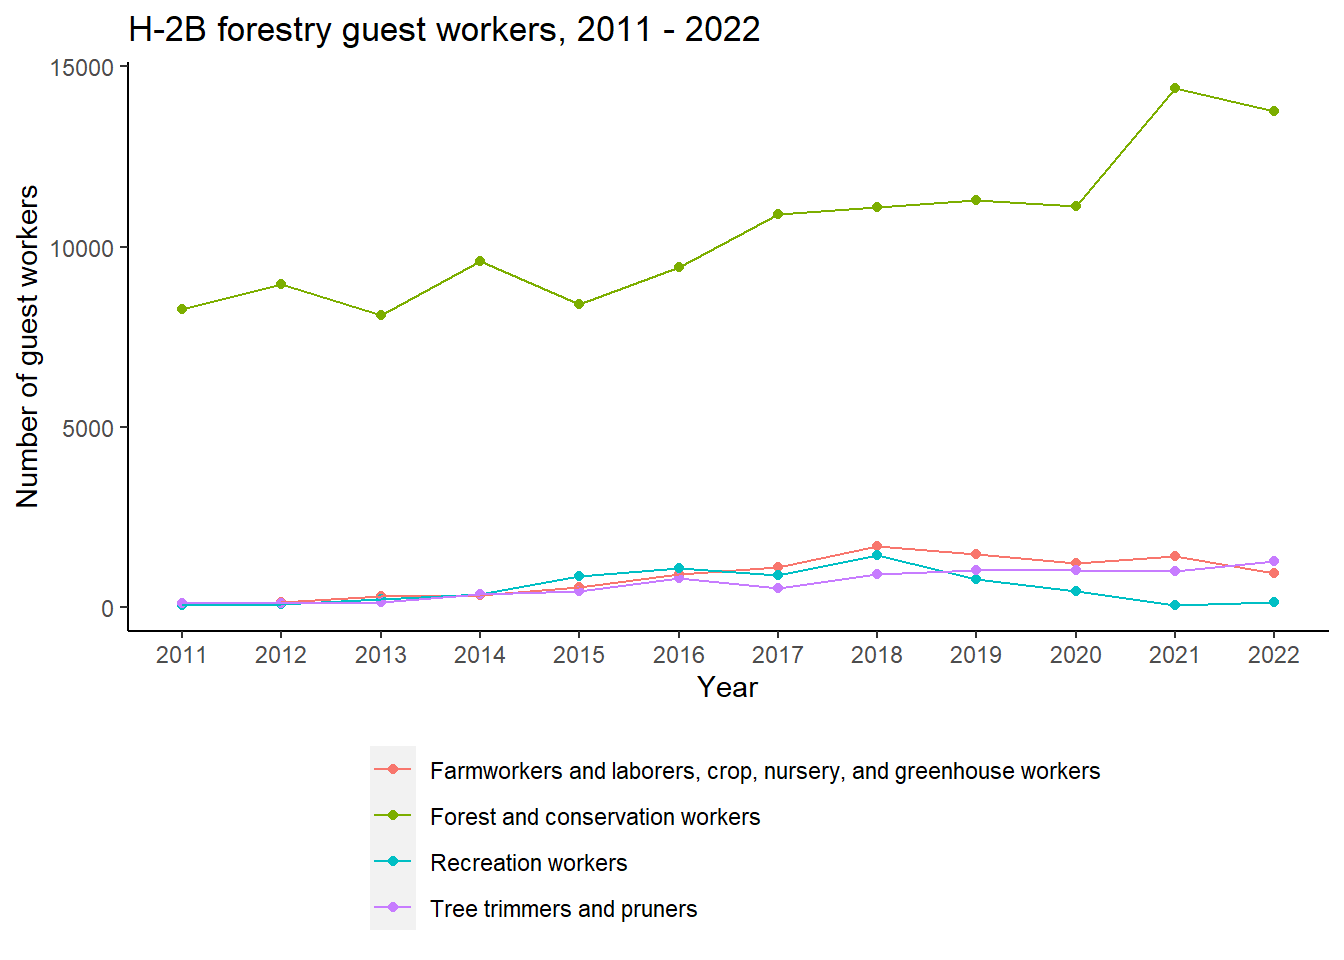 H-2B forestry guest workers, 2011 - 2022
Number of guest workers
15000
10000
5000
0
2011 2012 2013 2014 2015 2016 2017 2018 2019 2020 2021 2022
Year
Farmworkers and laborers, crop, nursery, and greenhouse workers
Forest and conservation workers
Recreation workers
Tree trimmers and pruners